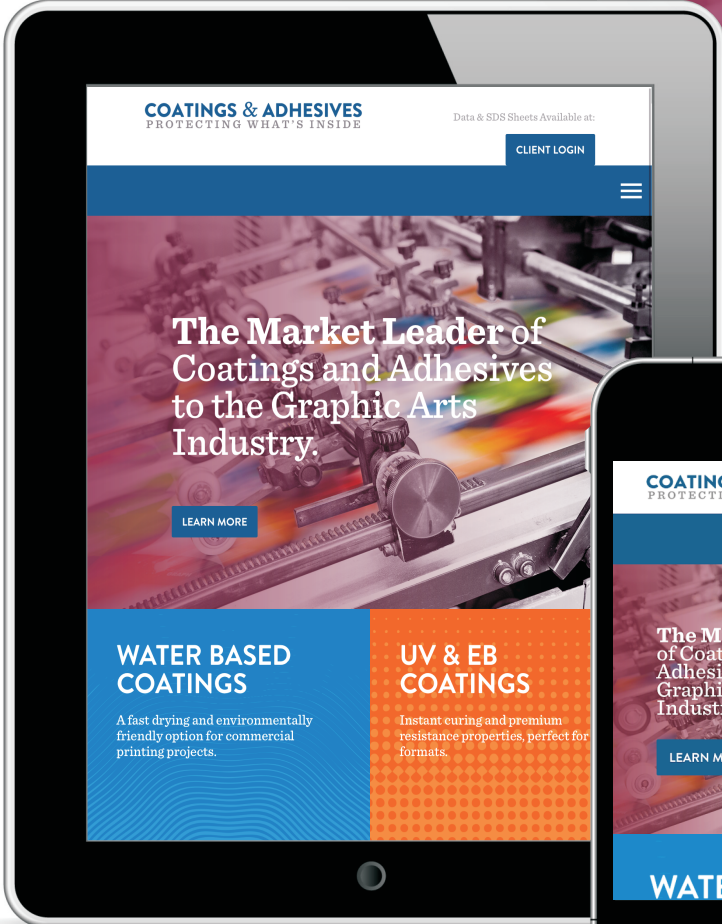 COATINGS & ADHESIVES
PROTECTING WHAT'S INSIDE
Data & SDS Sheets Available at:
CLIENT LOGIN
The Market Leader of
Coatings and Adhesives
to the Graphic Arts
Industry.
LEARN MORE
WATER BASED
COATINGS
A fast drying and environmentally
friendly option for commercial
printing projects.
UV & EB
COATINGS
Instant curing and premium
resistance properties, perfect for
formats.
COATING
PROTECTI
The M
of Coat
Adhesi
Graphi
Indust
LEARN M
WATE